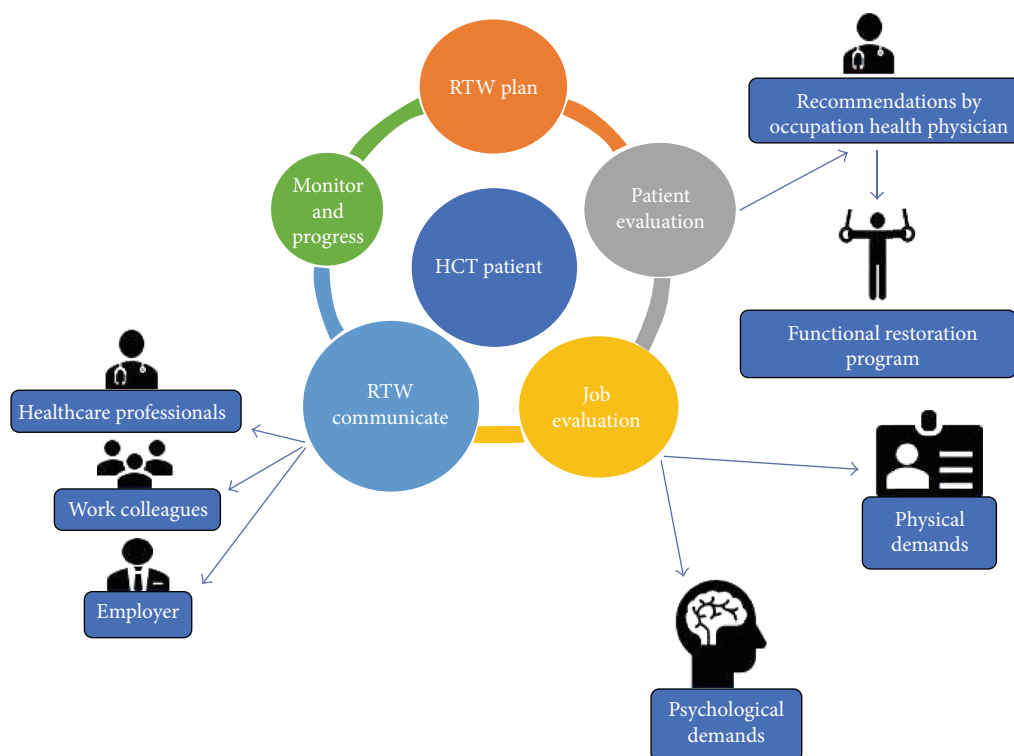 RTW plan
Recommendations by
occupation health physician
Monitor
and
progress
Patient
evaluation
HCT patient
Functional restoration
program
RTW
communicate
Job
evaluation
Healthcare professionals
Work colleagues
Employer
Physical
demands
Psychological
demands